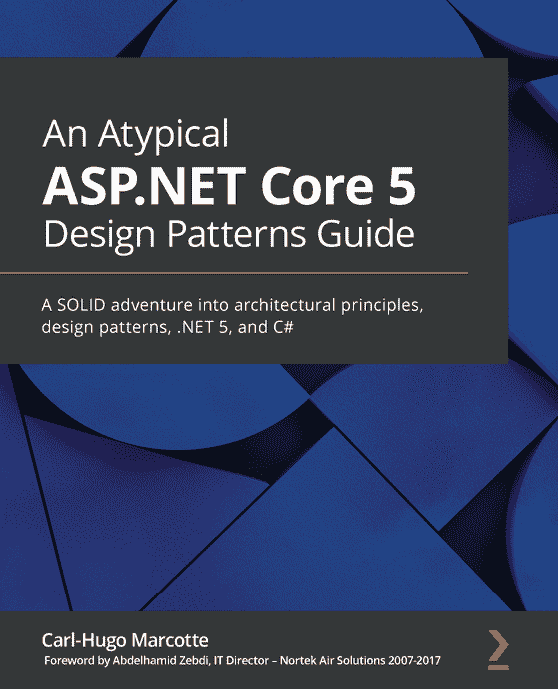 An Atypical
ASP.NET Core 5
Design Patterns Guide
A SOLID adventure into architectural principles,
design patterns, .NET 5, and C#
Carl-Hugo Marcotte
Foreword by Abdelhamid Zebdi, IT Director – Nortek Air Solutions 2007-2017